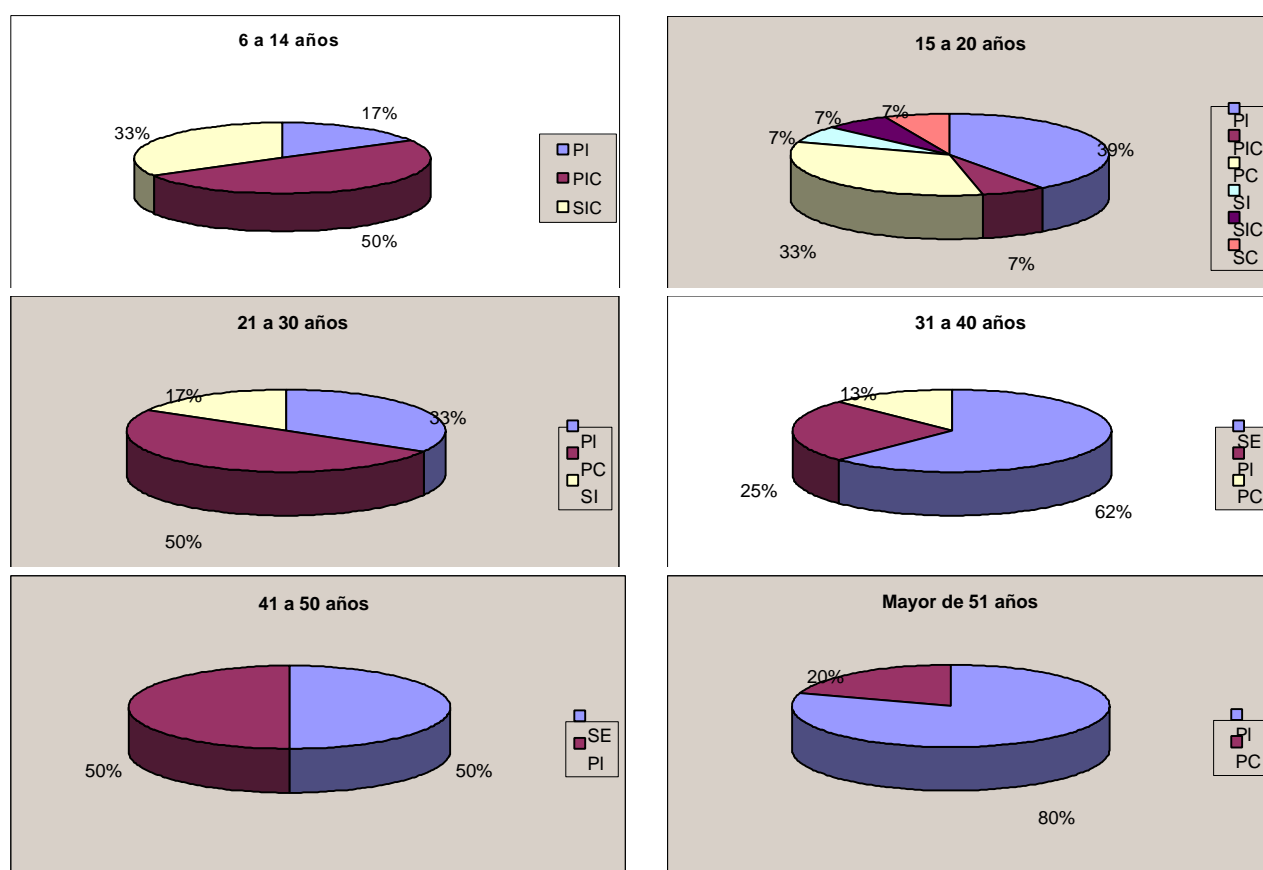 6 a 14 años
17%
33%
50%
PI
PIC
SIC
15 a 20 años
7%
7%
7%
39%
33%
7%
PI
PIC
PC
SI
SIC
SC
21 a 30 años
17%
33%
50%
PI
PC
SI
31 a 40 años
13%
25%
62%
SE
PI
PC
41 a 50 años
50%
50%
SE
PI
Mayor de 51 años
20%
80%
PI
PC